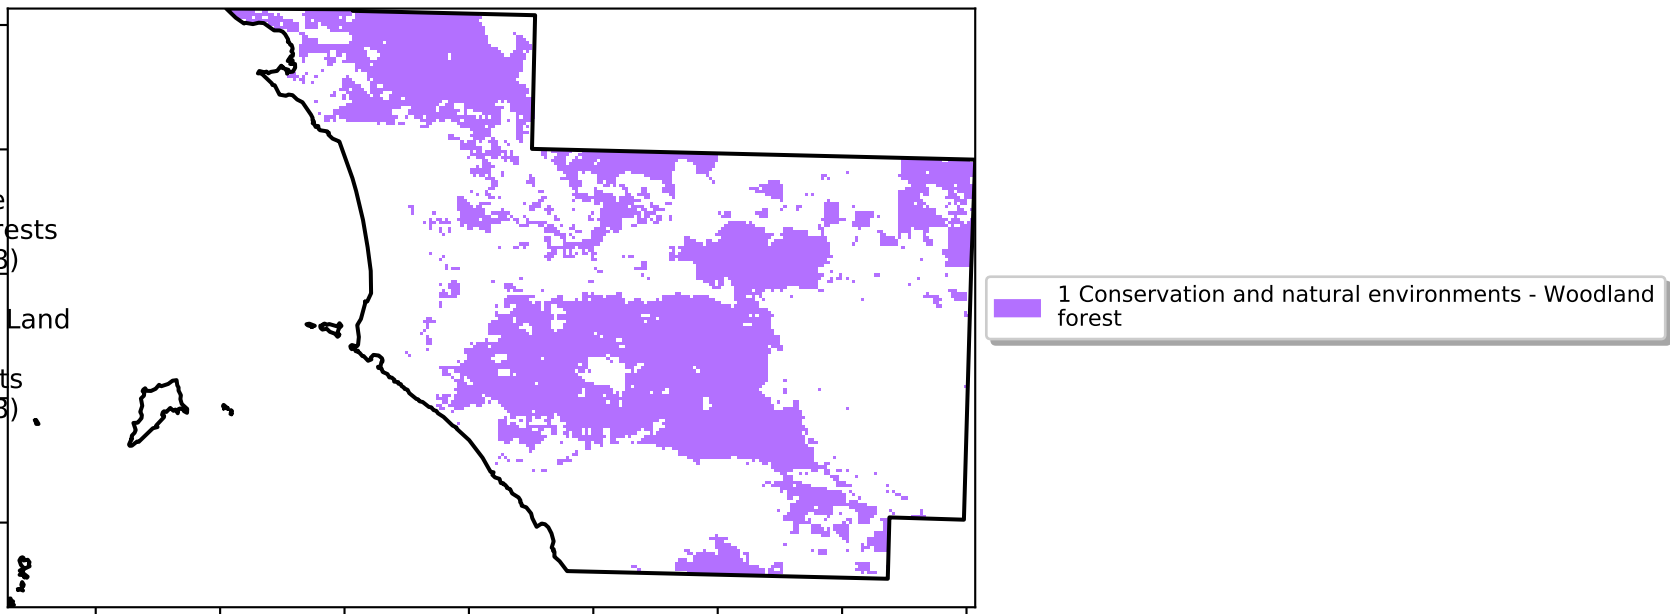 rests
Land
ts
1 Conservation and natural environments - Woodland
forest